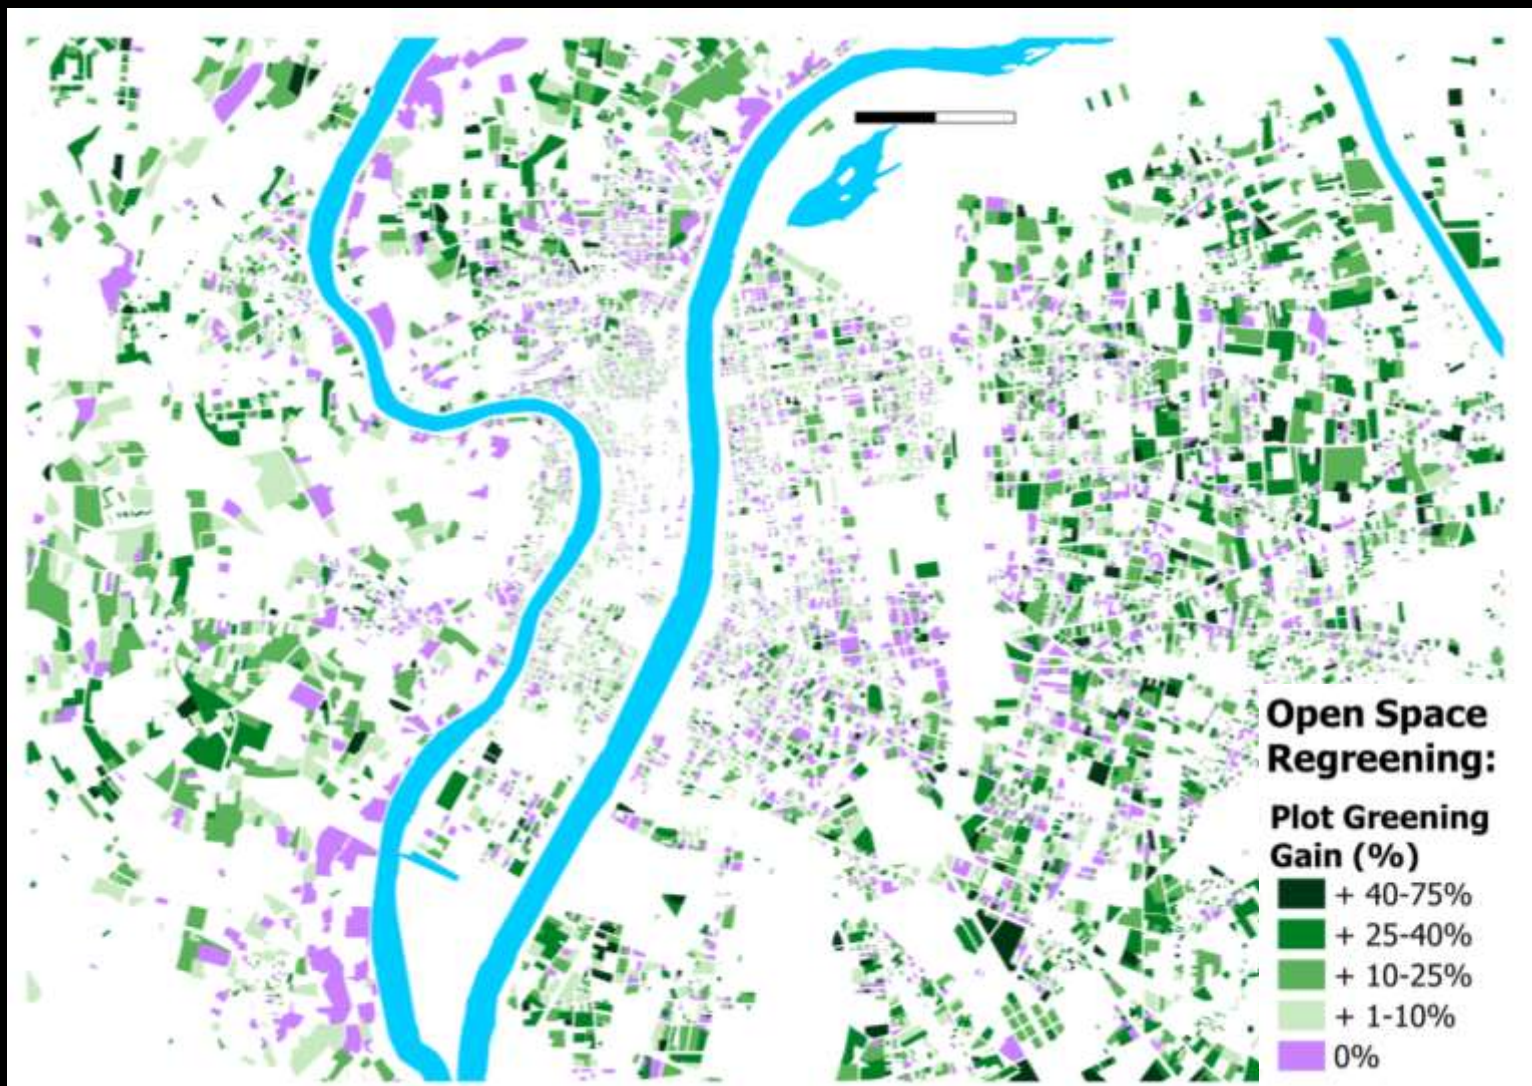 Open Space
Regreening:
Plot Greening
Gain (%)
+ 40-75%
+ 25-40%
+ 10-25%
+ 1-10%
0%